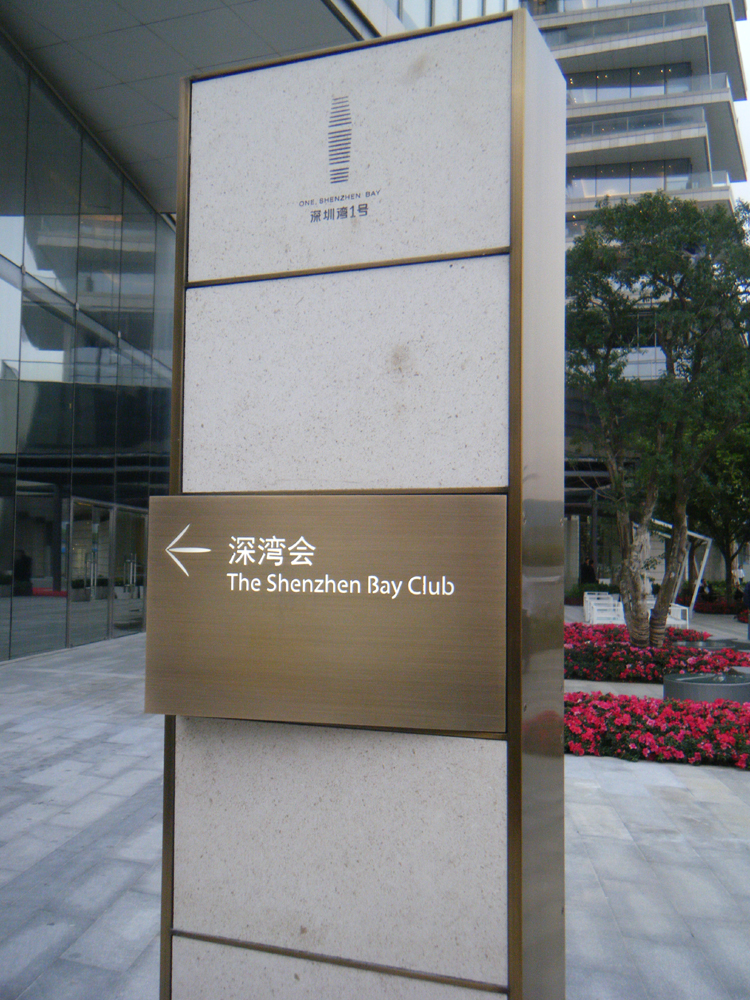 ONE, SHENZHEN BAY
深圳湾1号
深湾会
The Shenzhen Bay Club